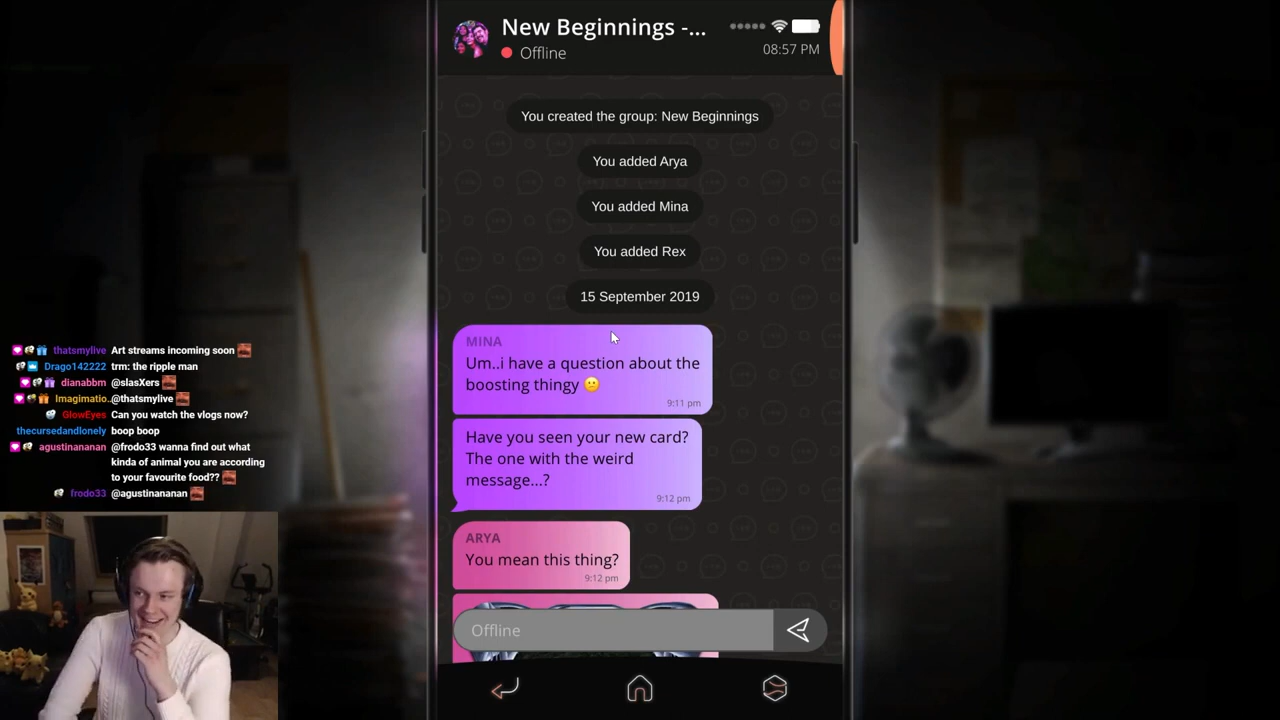 New Beginnings -...
Offline
08:57 PM
You created the group: New Beginnings
You added Arya
You added Mina
You added Rex
15 September 2019
MINA
Um..i have a question about the
boosting thingy 😕
9:11 pm
Have you seen your new card?
The one with the weird
message...?
9:12 pm
ARYA
You mean this thing?
9:12 pm
Offline
thatsmylive Art streams incoming soon
Drago142222 trm: the ripple man
dianabbm @slasXers
Imaginatio.. @thatsmylive
GlowEyes Can you watch the vlogs now?
thecursedandlonely boop boop
agustinananan @frodo33 wanna find out what
kinda of animal you are according
to your favourite food??
frodo33 @agustinananan